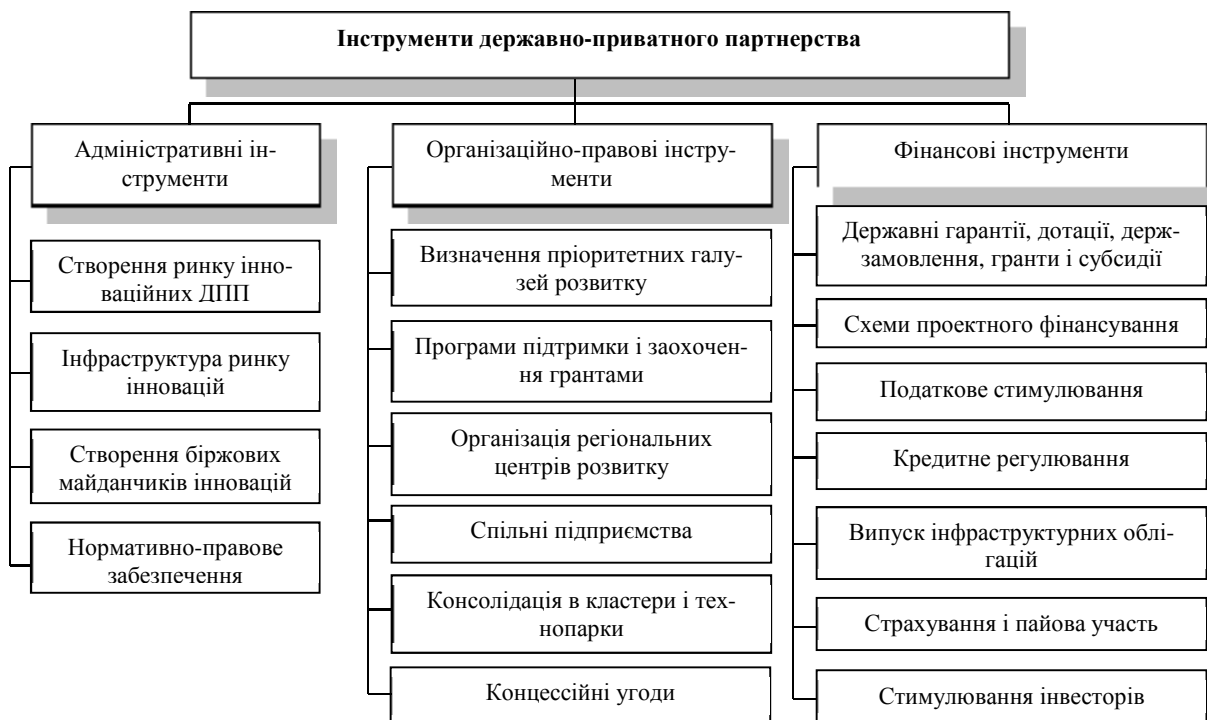 Інструменти державно-приватного партнерства
Адміністративні ін-
струменти
Створення ринку інно-
ваційних ДПП
Інфраструктура ринку
інновацій
Створення біржових
майданчиків інновацій
Нормативно-правове
забезпечення
Організаційно-правові інстру-
менти
Визначення пріоритетних галу-
зей розвитку
Програми підтримки і заохочен-
ня грантами
Організація регіональних
центрів розвитку
Спільні підприємства
Консолідація в кластери і тех-
нопарки
Концессійні угоди
Фінансові інструменти
Державні гарантії, дотації, держ-
замовлення, гранти і субсидії
Схеми проектного фінансування
Податкове стимулювання
Кредитне регулювання
Випуск інфраструктурних облі-
гацій
Страхування і пайова участь
Стимулювання інвесторів